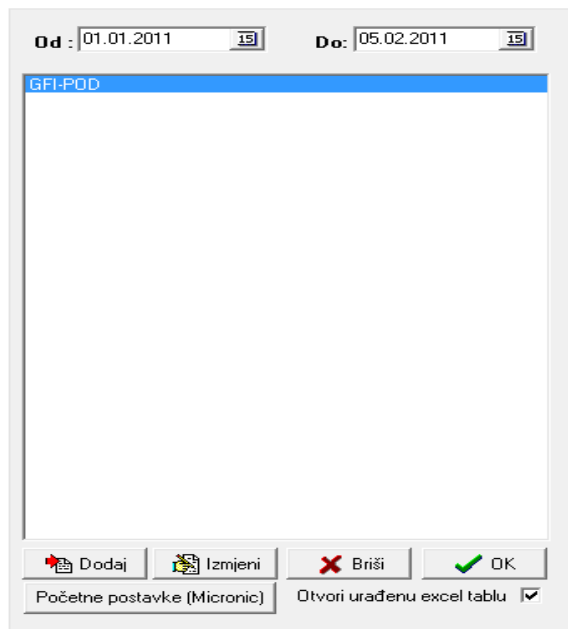 Od : 01.01.2011 15 Do: 05.02.2011 15
GFI-POD
Dodaj Izmjeni Briši OK
Početne postavke (Micronic) Otvori urađenu excel tablu